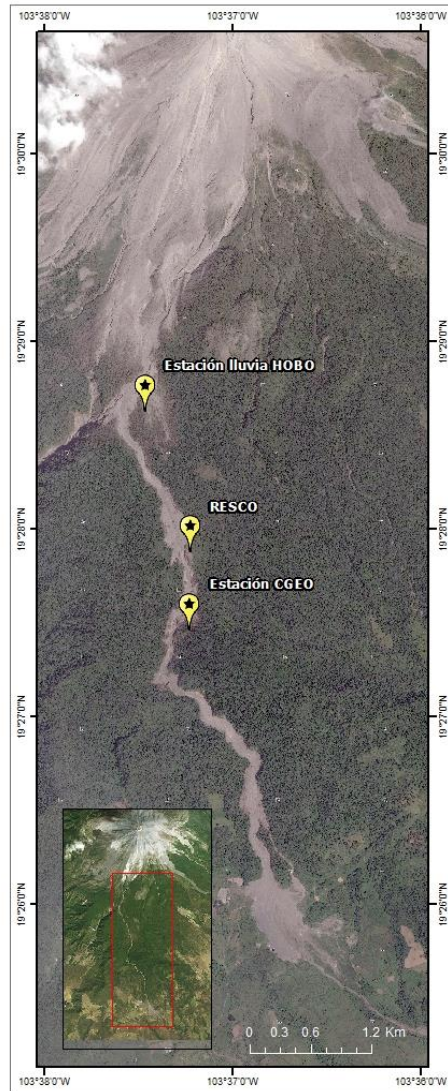 103°38'0"W 103°37'0"W 103°36'0"W
19°30'0"N 19°30'0"N
19°29'0"N 19°29'0"N
Estación lluvia HOBO
19°28'0"N 19°28'0"N
RESCO
Estación CGEO
19°27'0"N 19°27'0"N
19°26'0"N 19°26'0"N
0 0.3 0.6 1.2 Km
103°38'0"W 103°37'0"W 103°36'0"W